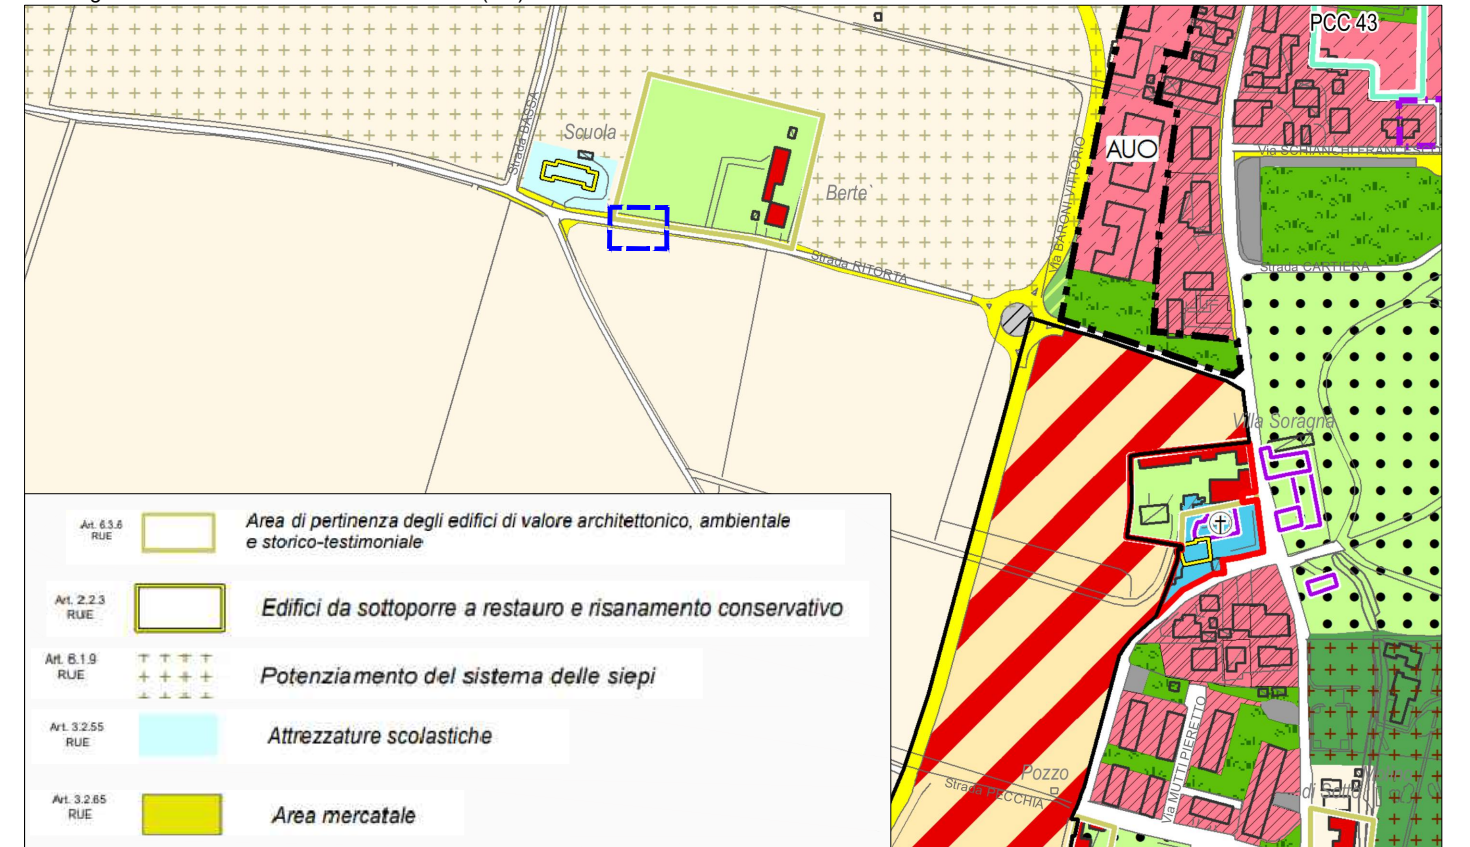 PCC 43
Strada BASSA
Scuola
AUO
Via BARONI VITTORIO
Berte`
Strada RITORTA
Strada CARTIERA
Villa Soragna
Art. 6.3.6
RUE
Area di pertinenza degli edifici di valore architettonico, ambientale
e storico-testimoniale
Art. 2.2.3
RUE
Edifici da sottoporre a restauro e risanamento conservativo
Art. 6.1.9
RUE
Potenziamento del sistema delle siepi
Art. 3.2.55
RUE
Attrezzature scolastiche
Art. 3.2.65
RUE
Area mercatale
Pozzo
Strada PECCHIA
Via MUTTI PIERETTO
di Sotto